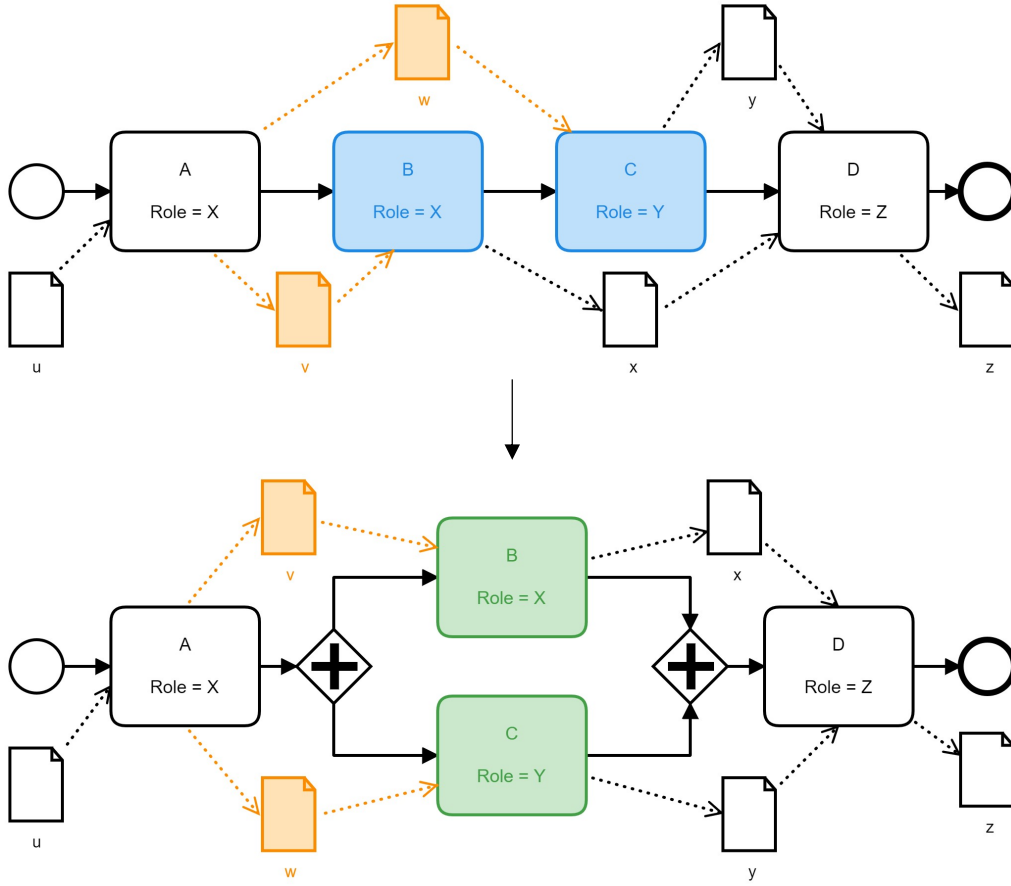 w
y
A
Role = X
B
Role = X
C
Role = Y
D
Role = Z
u
v
x
z
v
x
B
Role = X
A
Role = X
D
Role = Z
C
Role = Y
u
w
y
z